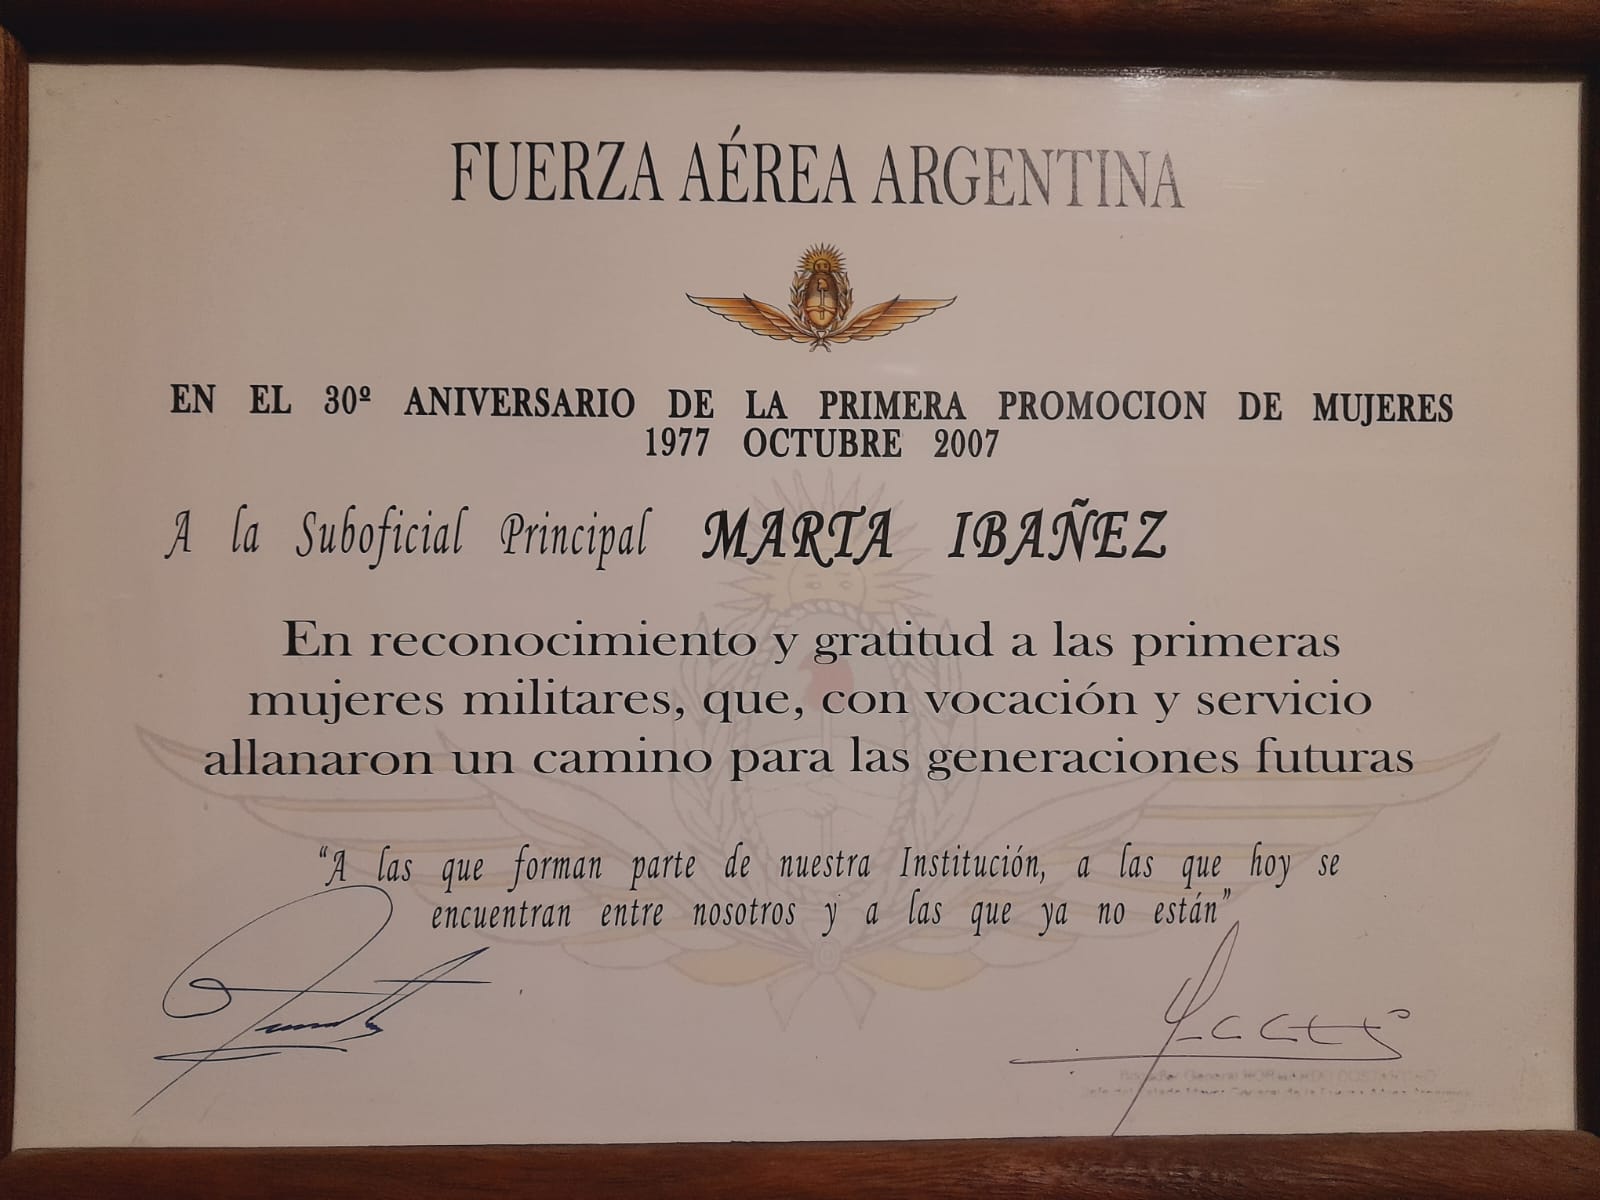 FUERZA AÉREA ARGENTINA
EN EL 30º ANIVERSARIO DE LA PRIMERA PROMOCION DE MUJERES
1977 OCTUBRE 2007
A la Suboficial Principal MARTA IBAÑEZ
En reconocimiento y gratitud a las primeras
mujeres militares, que, con vocación y servicio
allanaron un camino para las generaciones futuras
“A las que forman parte de nuestra Institución, a las que hoy se
encuentran entre nosotros y a las que ya no están”